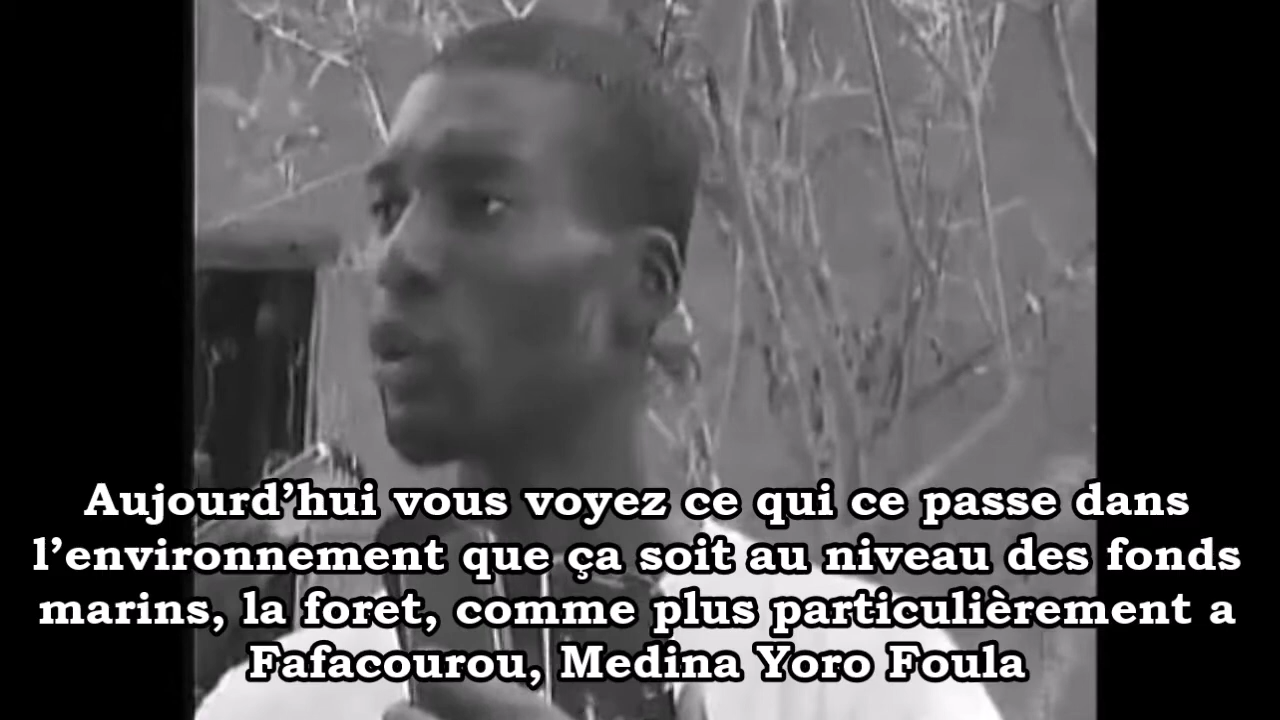 Aujourd’hui vous voyez ce qui ce passe dans
l’environnement que ça soit au niveau des fonds
marins, la foret, comme plus particulièrement a
Fafacourou, Medina Yoro Foula